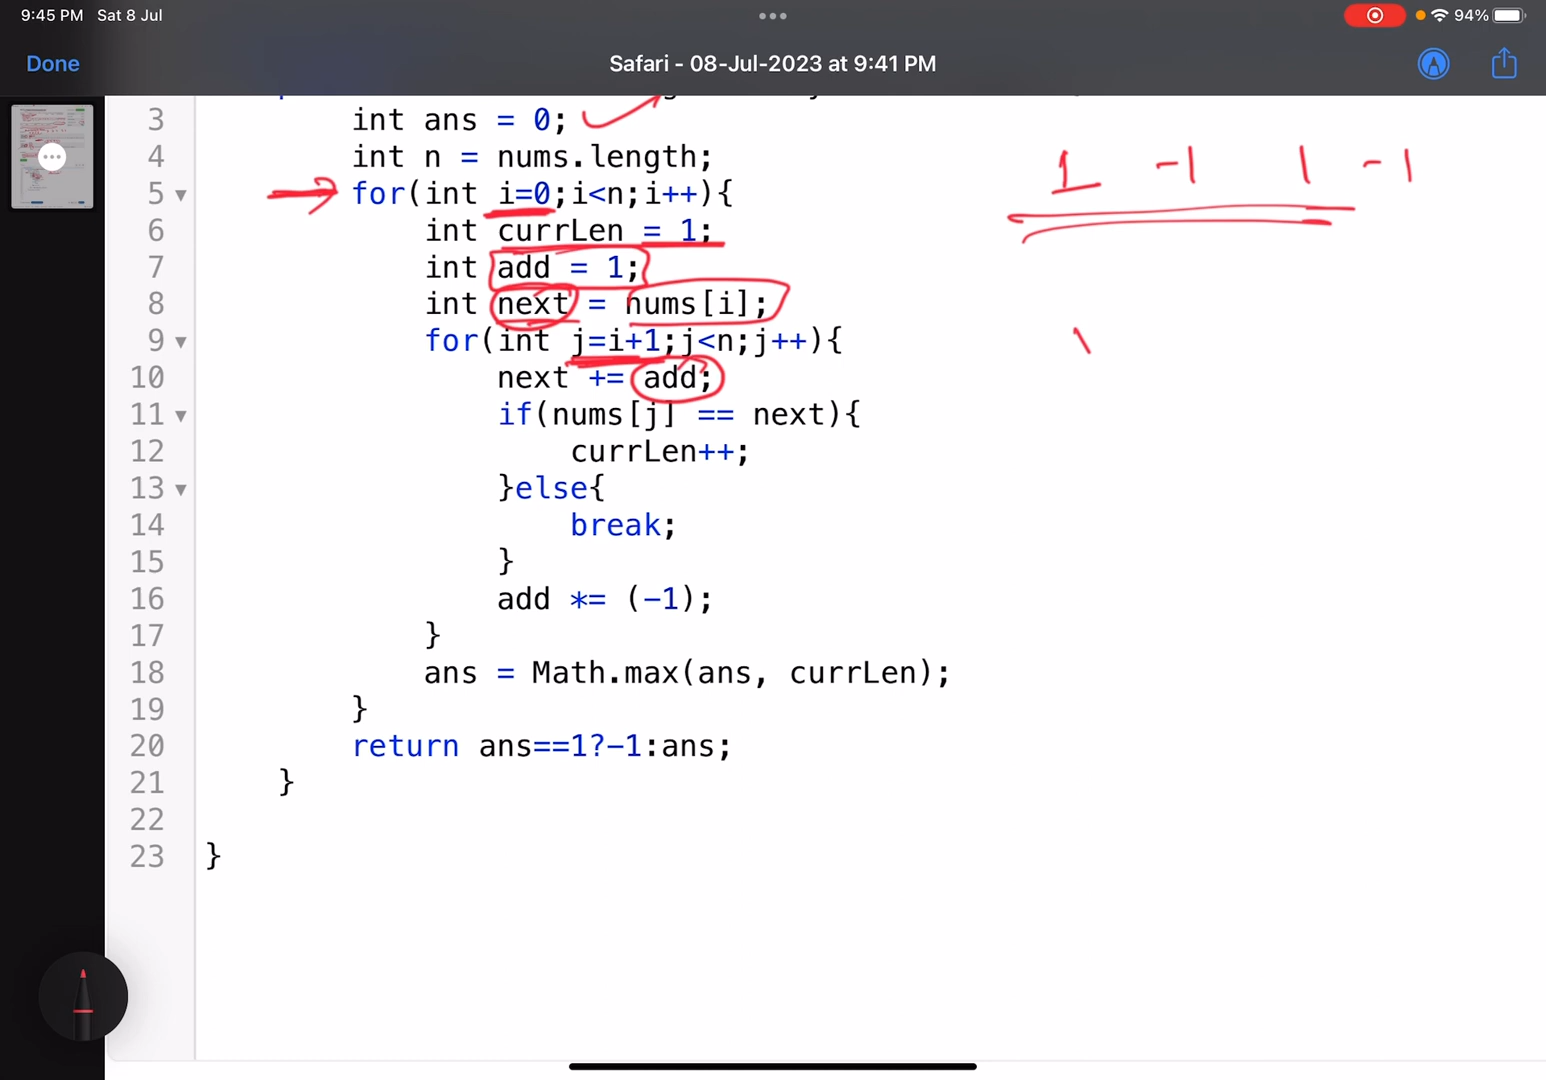 9:45 PM Sat 8 Jul
94%
Done
Safari - 08-Jul-2023 at 9:41 PM
3 int ans = 0;
4 int n = nums.length;
5 for(int i=0;i<n;i++){
6 int currLen = 1;
7 int add = 1;
8 int next = nums[i];
9 for(int j=i+1;j<n;j++){
10 next += add;
11 if(nums[j] == next){
12 currLen++;
13 }else{
14 break;
15 }
16 add *= (-1);
17 }
18 ans = Math.max(ans, currLen);
19 }
20 return ans==1?-1:ans;
21 }
22
23 }
1 -1 1 -1